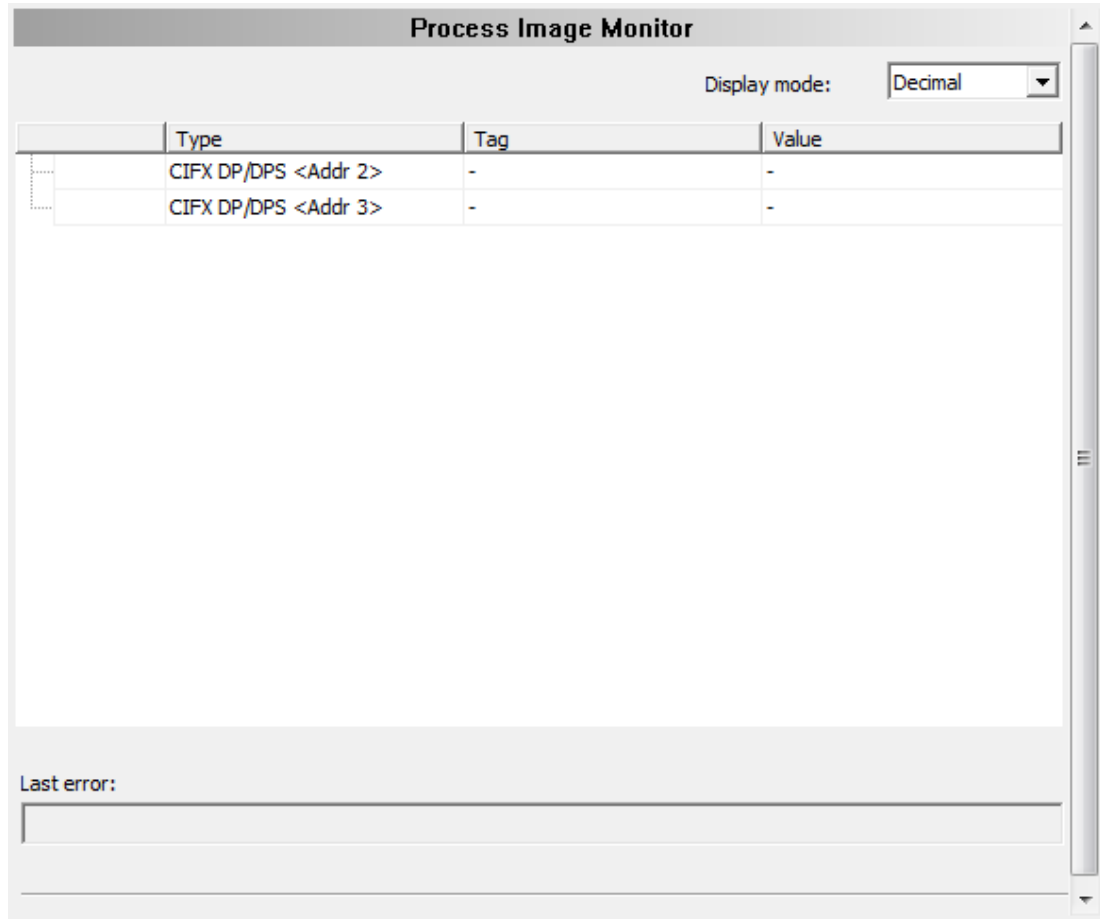 Process Image Monitor
Display mode: Decimal
Type Tag Value
CIFX DP/DPS <Addr 2> - -
CIFX DP/DPS <Addr 3> - -
Last error: